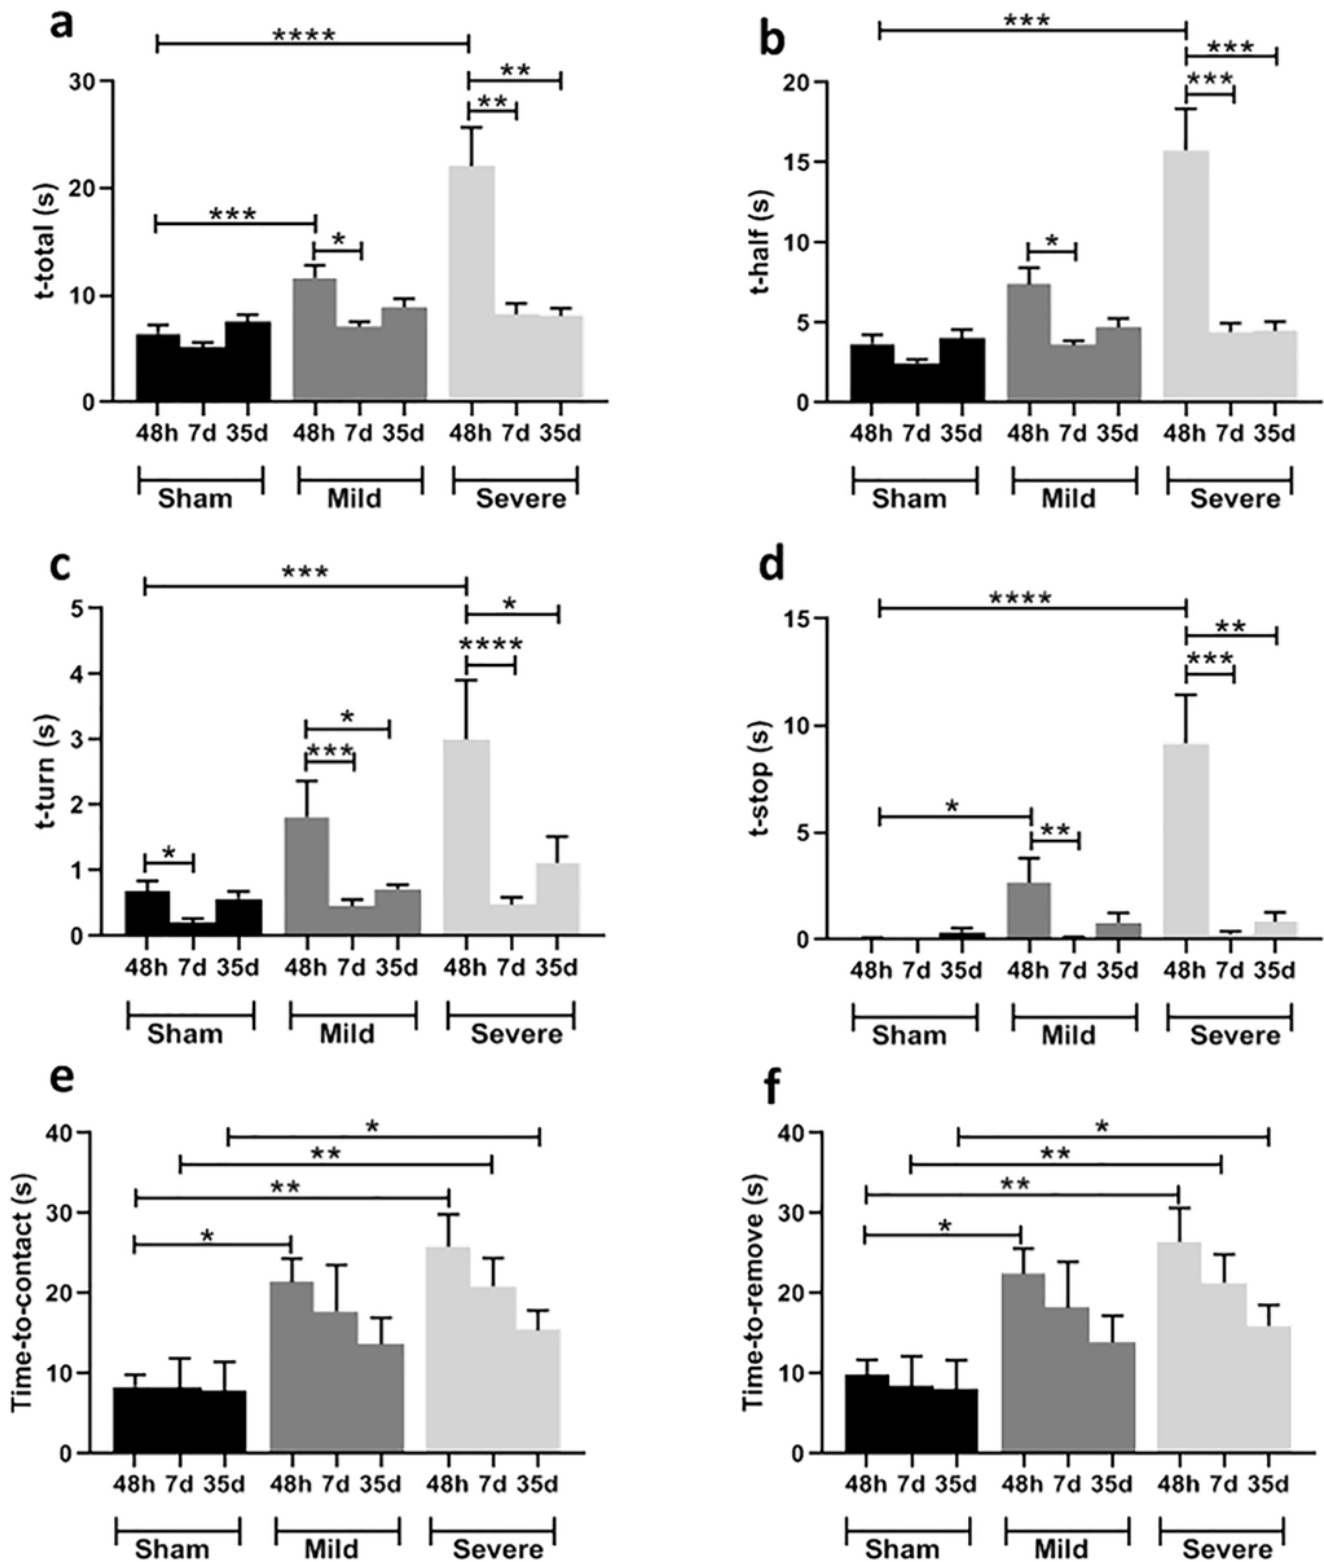 a
b
****
***
**
***
**
***
30
20
10
0
t-total (s)
***
*
20
15
10
5
0
t-half (s)
*
48h 7d 35d 48h 7d 35d 48h 7d 35d
Sham Mild Severe
48h 7d 35d 48h 7d 35d 48h 7d 35d
Sham Mild Severe
c
d
***
*
****
*
***
*
5
4
3
2
1
0
t-turn (s)
****
**
***
*
**
15
10
5
0
t-stop (s)
48h 7d 35d 48h 7d 35d 48h 7d 35d
Sham Mild Severe
48h 7d 35d 48h 7d 35d 48h 7d 35d
Sham Mild Severe
e
f
*
**
**
*
40
30
20
10
0
Time-to-contact (s)
*
**
**
*
40
30
20
10
0
Time-to-remove (s)
48h 7d 35d 48h 7d 35d 48h 7d 35d
Sham Mild Severe
48h 7d 35d 48h 7d 35d 48h 7d 35d
Sham Mild Severe